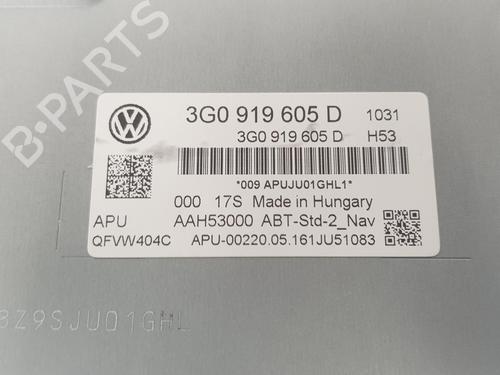 3G0 919 605 D 1031
3G0 919 605 D H53
*009 APUJU01GHL1*
000 17S Made in Hungary
APU AAH53000 ABT-Std-2_Nav
QFVW404C APU-00220.05.161JU51083
3Z9SJU01GHL
B-PARTS